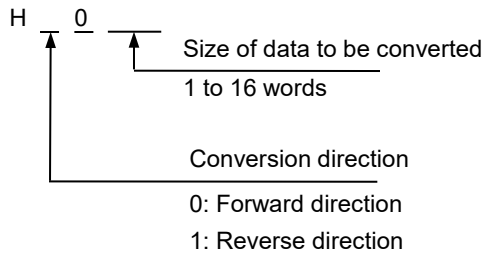 H 0
Size of data to be converted
1 to 16 words
Conversion direction
0: Forward direction
1: Reverse direction